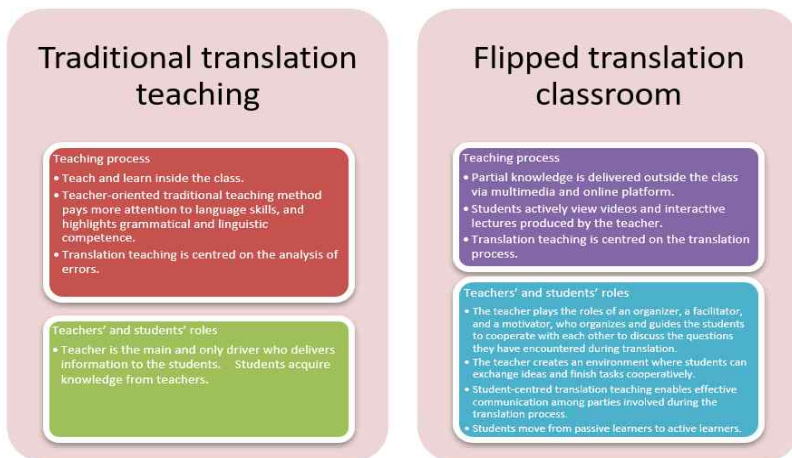 Traditional translation
teaching
Teaching process
• Teach and learn inside the class.
• Teacher-oriented traditional teaching method
pays more attention to language skills, and
highlights grammatical and linguistic
competence.
• Translation teaching is centred on the analysis of
errors.
Teachers’ and students’ roles
• Teacher is the main and only driver who delivers
information to the students.    Students acquire
knowledge from teachers.
Flipped translation
classroom
Teaching process
• Partial knowledge is delivered outside the class
via multimedia and online platform.
• Students actively view videos and interactive
lectures produced by the teacher.
• Translation teaching is centred on the translation
process.
Teachers’ and students’ roles
• The teacher plays the roles of an organizer, a facilitator,
and a motivator, who organizes and guides the students
to cooperate with each other to discuss the questions
they have encountered during translation.
• The teacher creates an environment where students can
exchange ideas and finish tasks cooperatively.
• Student-centred translation teaching enables effective
communication among parties involved during the
translation process.
• Students move from passive learners to active learners.